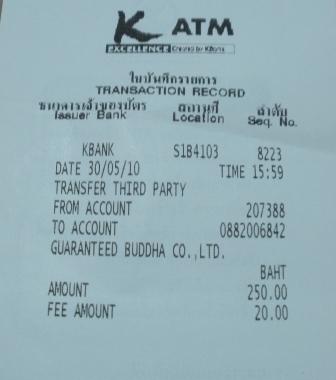 K ATM
EXCELLENCE Created by KBank
ใบบันทึกรายการ
TRANSACTION RECORD
ธนาคารเจ้าของบัตร สถานที่ ลำดับ
Issuer Bank Location Seq. No.
KBANK S1B4103 8223
DATE 30/05/10 TIME 15:59
TRANSFER THIRD PARTY
FROM ACCOUNT 207388
TO ACCOUNT 0882006842
GUARANTEED BUDDHA CO.,LTD.
BAHT
AMOUNT 250.00
FEE AMOUNT 20.00